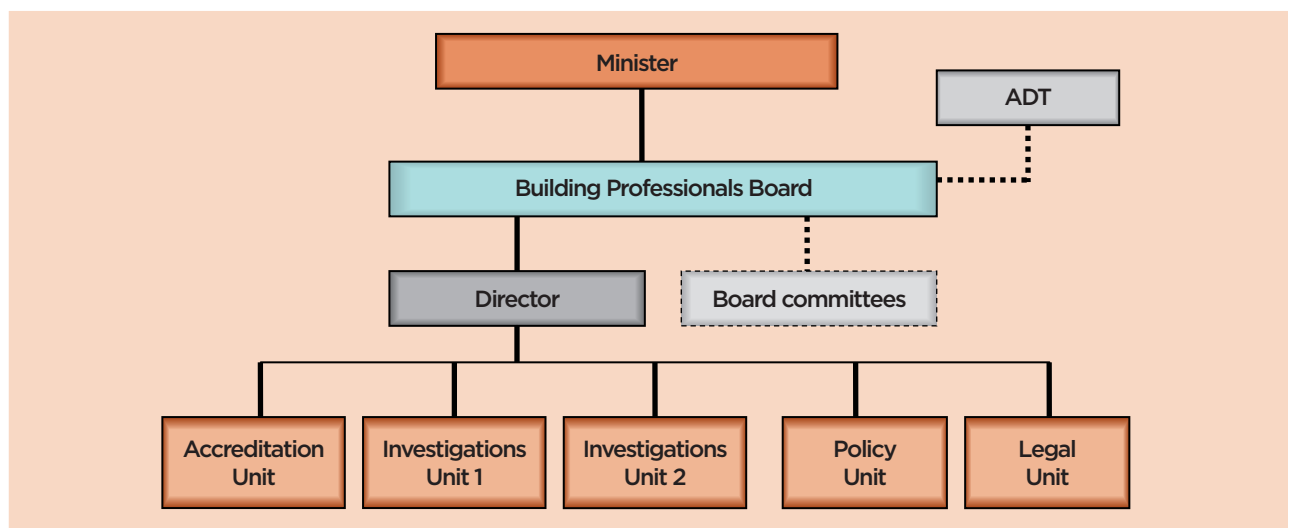 Minister
ADT
Building Professionals Board
Director
Board committees
Accreditation
Unit
Investigations
Unit 1
Investigations
Unit 2
Policy
Unit
Legal
Unit